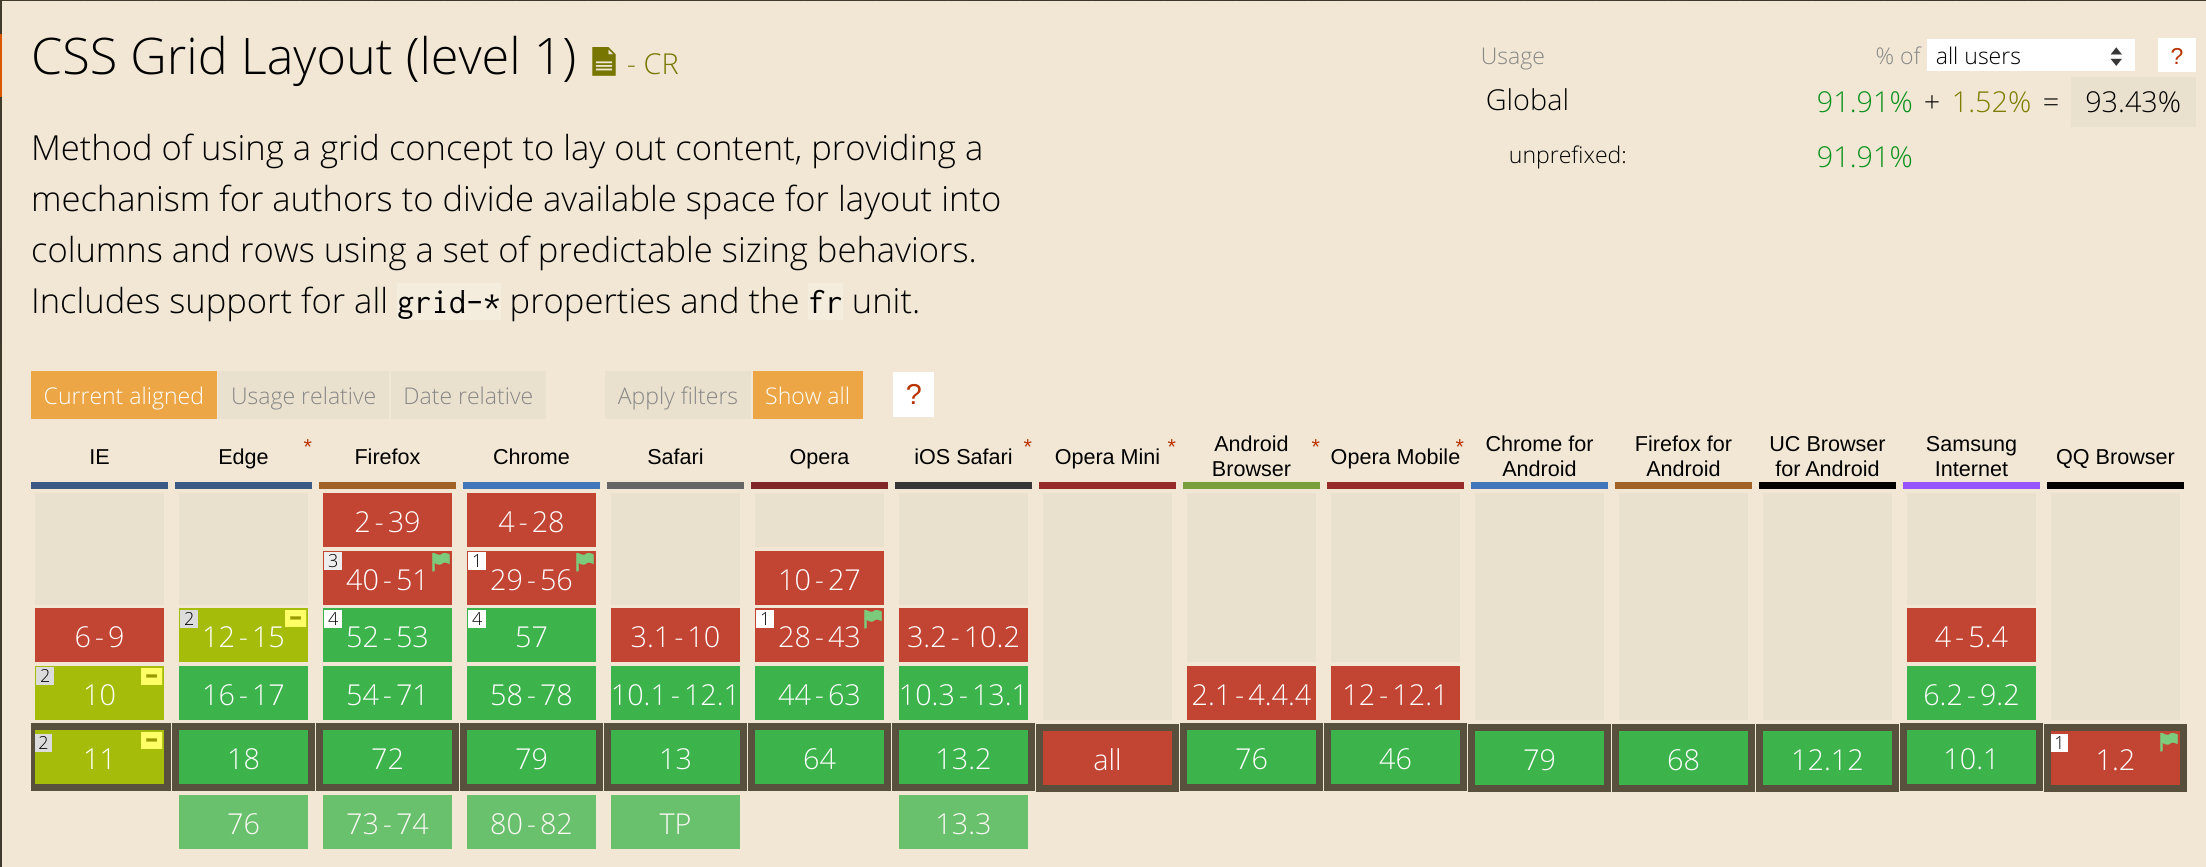 CSS Grid Layout (level 1) - CR
Usage % of all users ?
Global 91.91% + 1.52% = 93.43%
unprefixed: 91.91%
Method of using a grid concept to lay out content, providing a
mechanism for authors to divide available space for layout into
columns and rows using a set of predictable sizing behaviors.
Includes support for all grid-* properties and the fr unit.
Current aligned Usage relative Date relative Apply filters Show all ?
IE Edge * Firefox Chrome Safari Opera iOS Safari * Opera Mini * Android Browser * Opera Mobile * Chrome for Android Firefox for Android UC Browser for Android Samsung Internet QQ Browser
2-39 4-28
3 40-51 1 29-56 10-27
6-9 2 12-15 4 52-53 4 57 3.1-10 1 28-43 3.2-10.2 4-5.4
2 10 16-17 54-71 58-78 10.1-12.1 44-63 10.3-13.1 2.1-4.4.4 12-12.1 6.2-9.2
2 11 18 72 79 13 64 13.2 all 76 46 79 68 12.12 10.1 1 1.2
76 73-74 80-82 TP 13.3